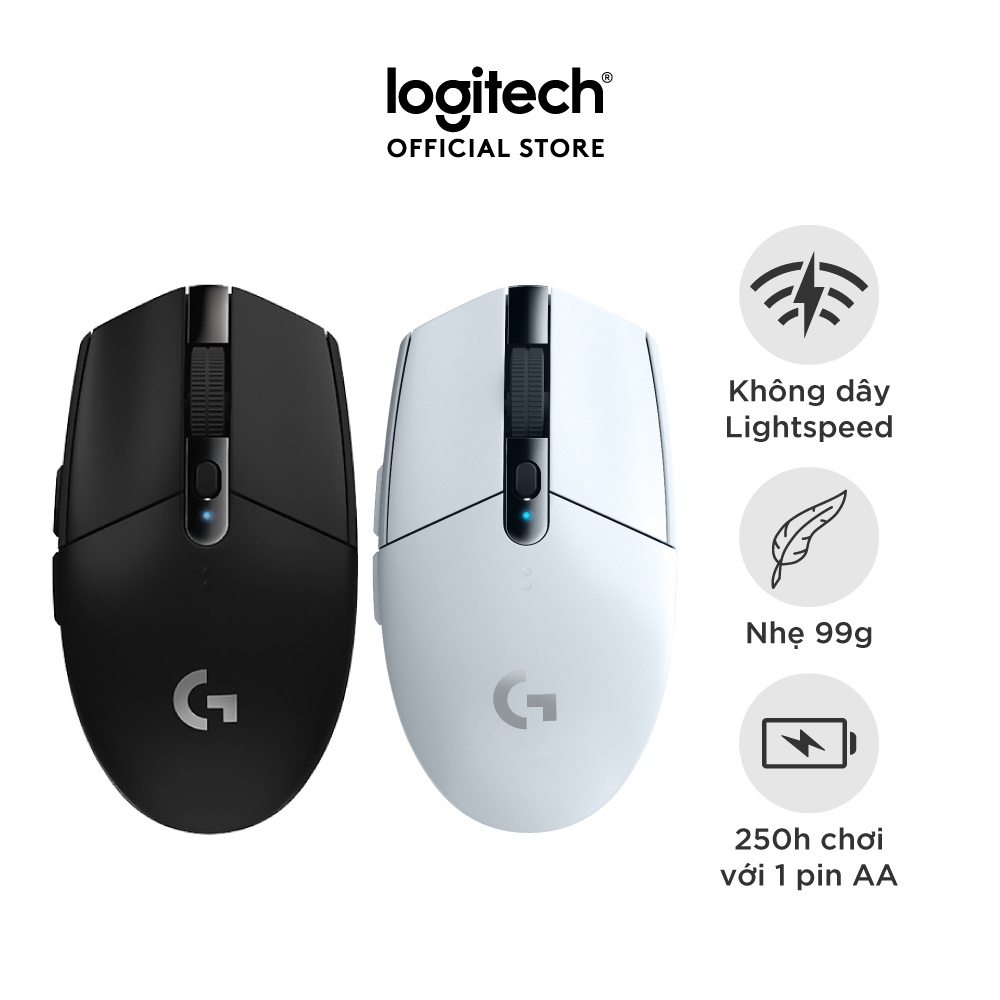 logitech®
OFFICIAL STORE
Không dây
Lightspeed
Nhẹ 99g
250h chơi
với 1 pin AA